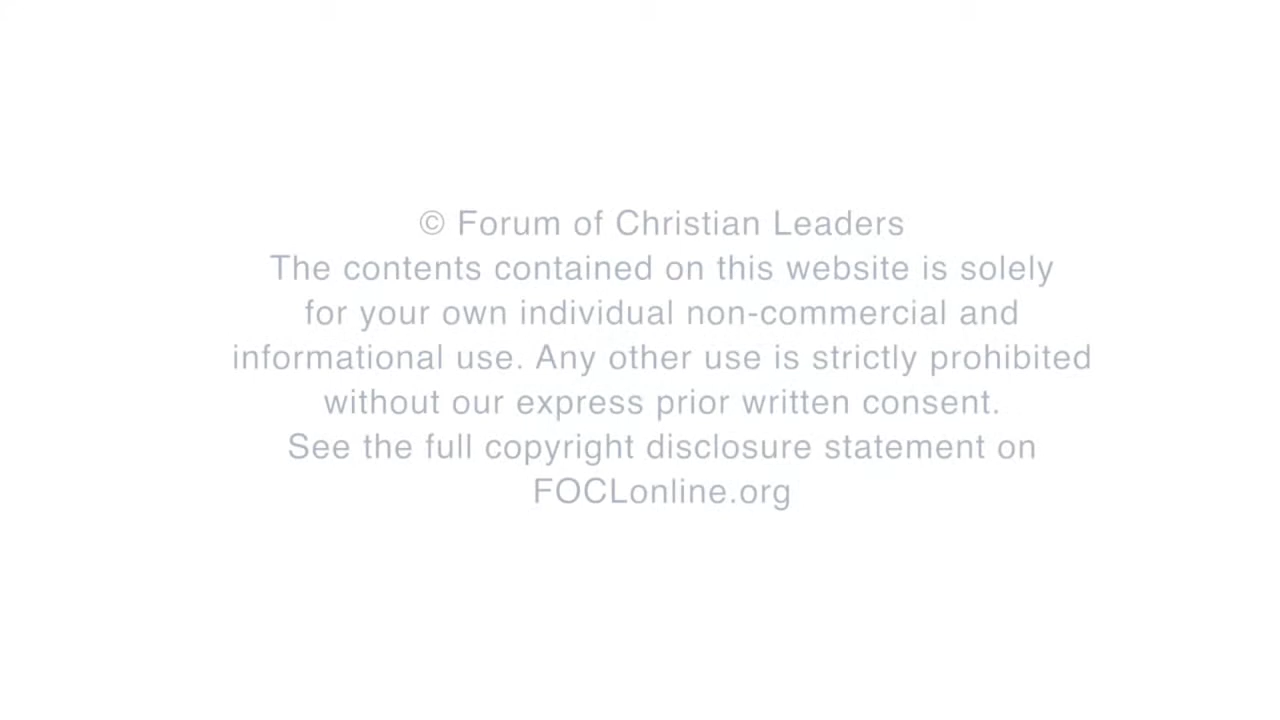 © Forum of Christian Leaders
The contents contained on this website is solely
for your own individual non-commercial and
informational use. Any other use is strictly prohibited
without our express prior written consent.
See the full copyright disclosure statement on
FOCLonline.org